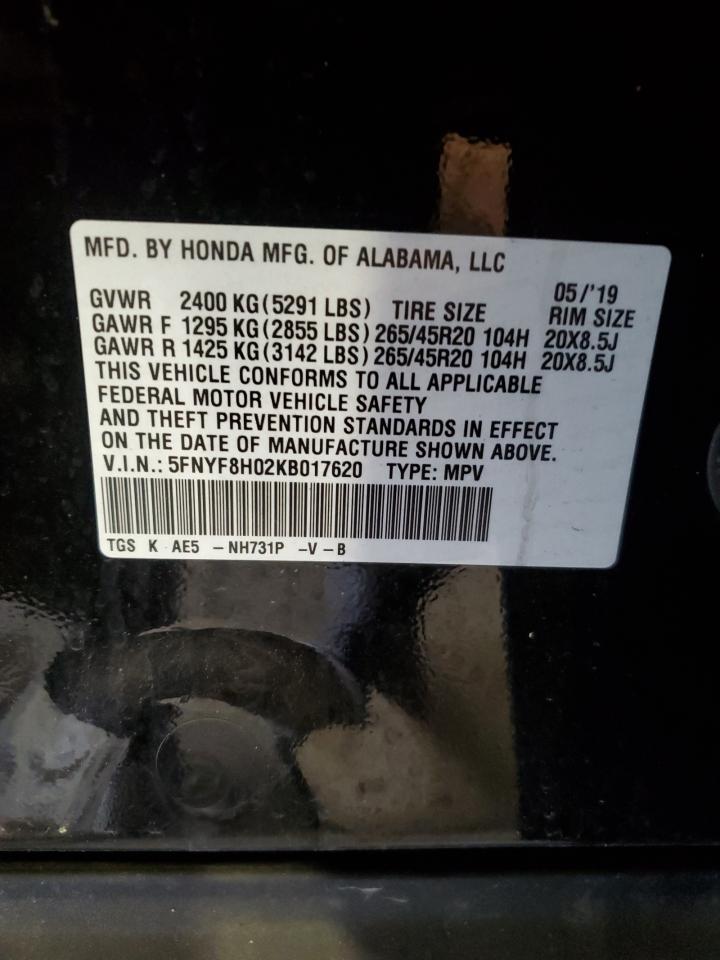 MFD. BY HONDA MFG. OF ALABAMA, LLC
05/'19
GVWR 2400 KG (5291 LBS) TIRE SIZE RIM SIZE
GAWR F 1295 KG (2855 LBS) 265/45R20 104H 20X8.5J
GAWR R 1425 KG (3142 LBS) 265/45R20 104H 20X8.5J
THIS VEHICLE CONFORMS TO ALL APPLICABLE
FEDERAL MOTOR VEHICLE SAFETY
AND THEFT PREVENTION STANDARDS IN EFFECT
ON THE DATE OF MANUFACTURE SHOWN ABOVE.
V.I.N.: 5FNYF8H02KB017620 TYPE: MPV
TGS K AE5 – NH731P – V – B